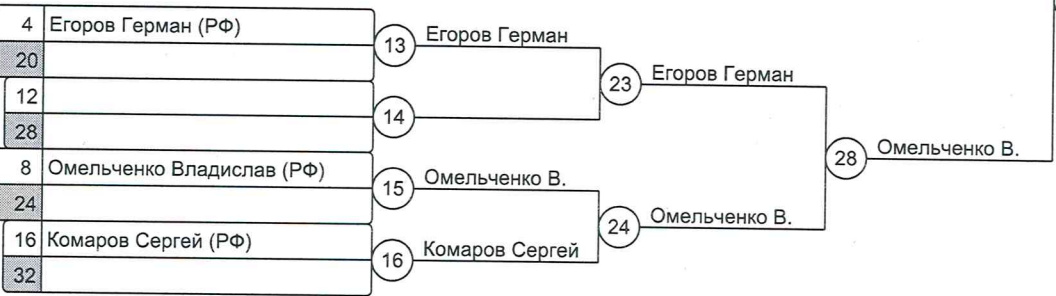 4 Егоров Герман (РФ)
20
12
28
8 Омельченко Владислав (РФ)
24
16 Комаров Сергей (РФ)
32
13 Егоров Герман
14
15 Омельченко В.
16 Комаров Сергей
23 Егоров Герман
24 Омельченко В.
28 Омельченко В.